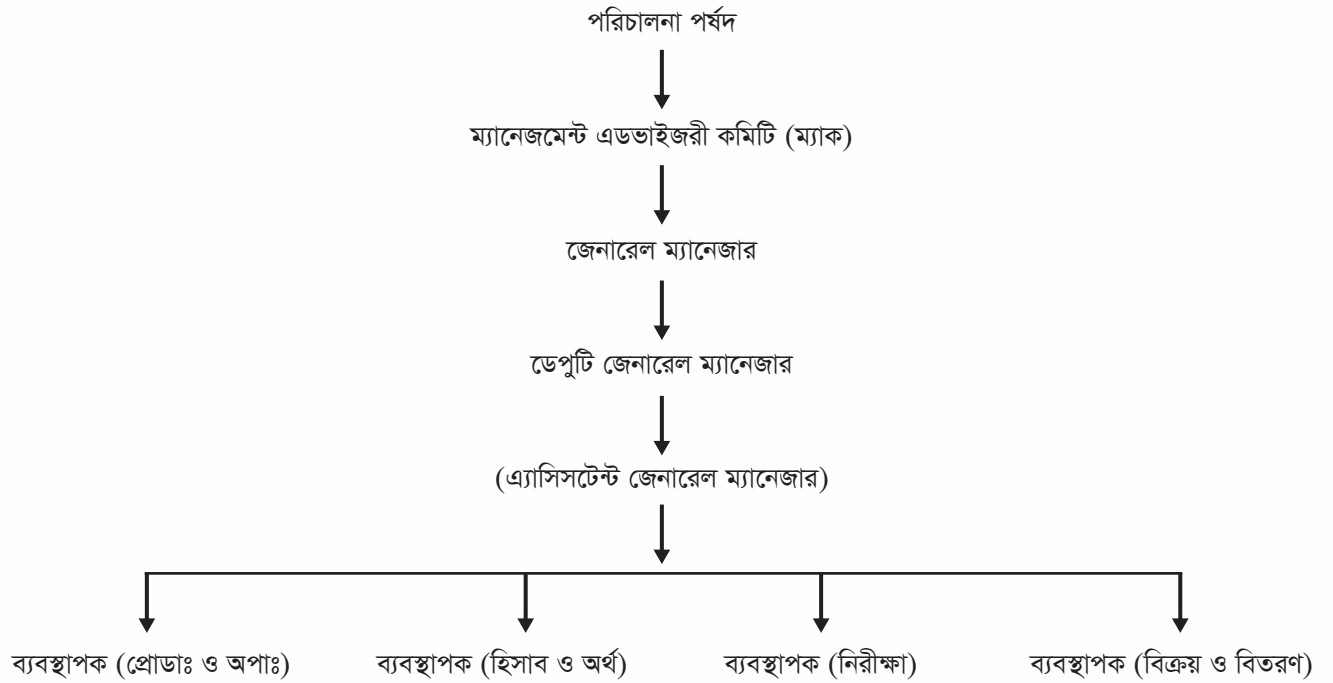 পরিচালনা পর্ষদ
ম্যানেজমেন্ট এডভাইজরী কমিটি (ম্যাক)
জেনারেল ম্যানেজার
ডেপুটি জেনারেল ম্যানেজার
(এ্যাসিসটেন্ট জেনারেল ম্যানেজার)
ব্যবস্থাপক (প্রোডাঃ ও অপাঃ) ব্যবস্থাপক (হিসাব ও অর্থ) ব্যবস্থাপক (নিরীক্ষা) ব্যবস্থাপক (বিক্রয় ও বিতরণ)